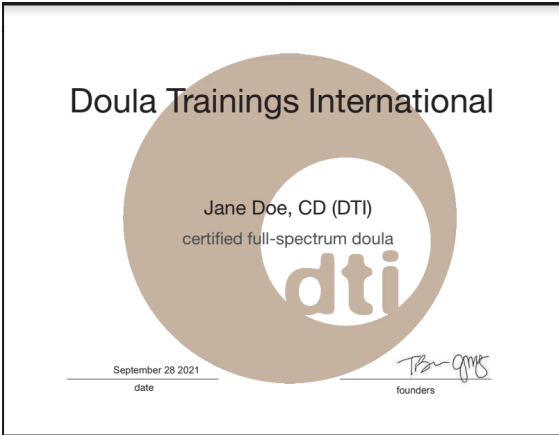 Doula Trainings International
Jane Doe, CD (DTI)
certified full-spectrum doula
dti
September 28 2021
date
founders